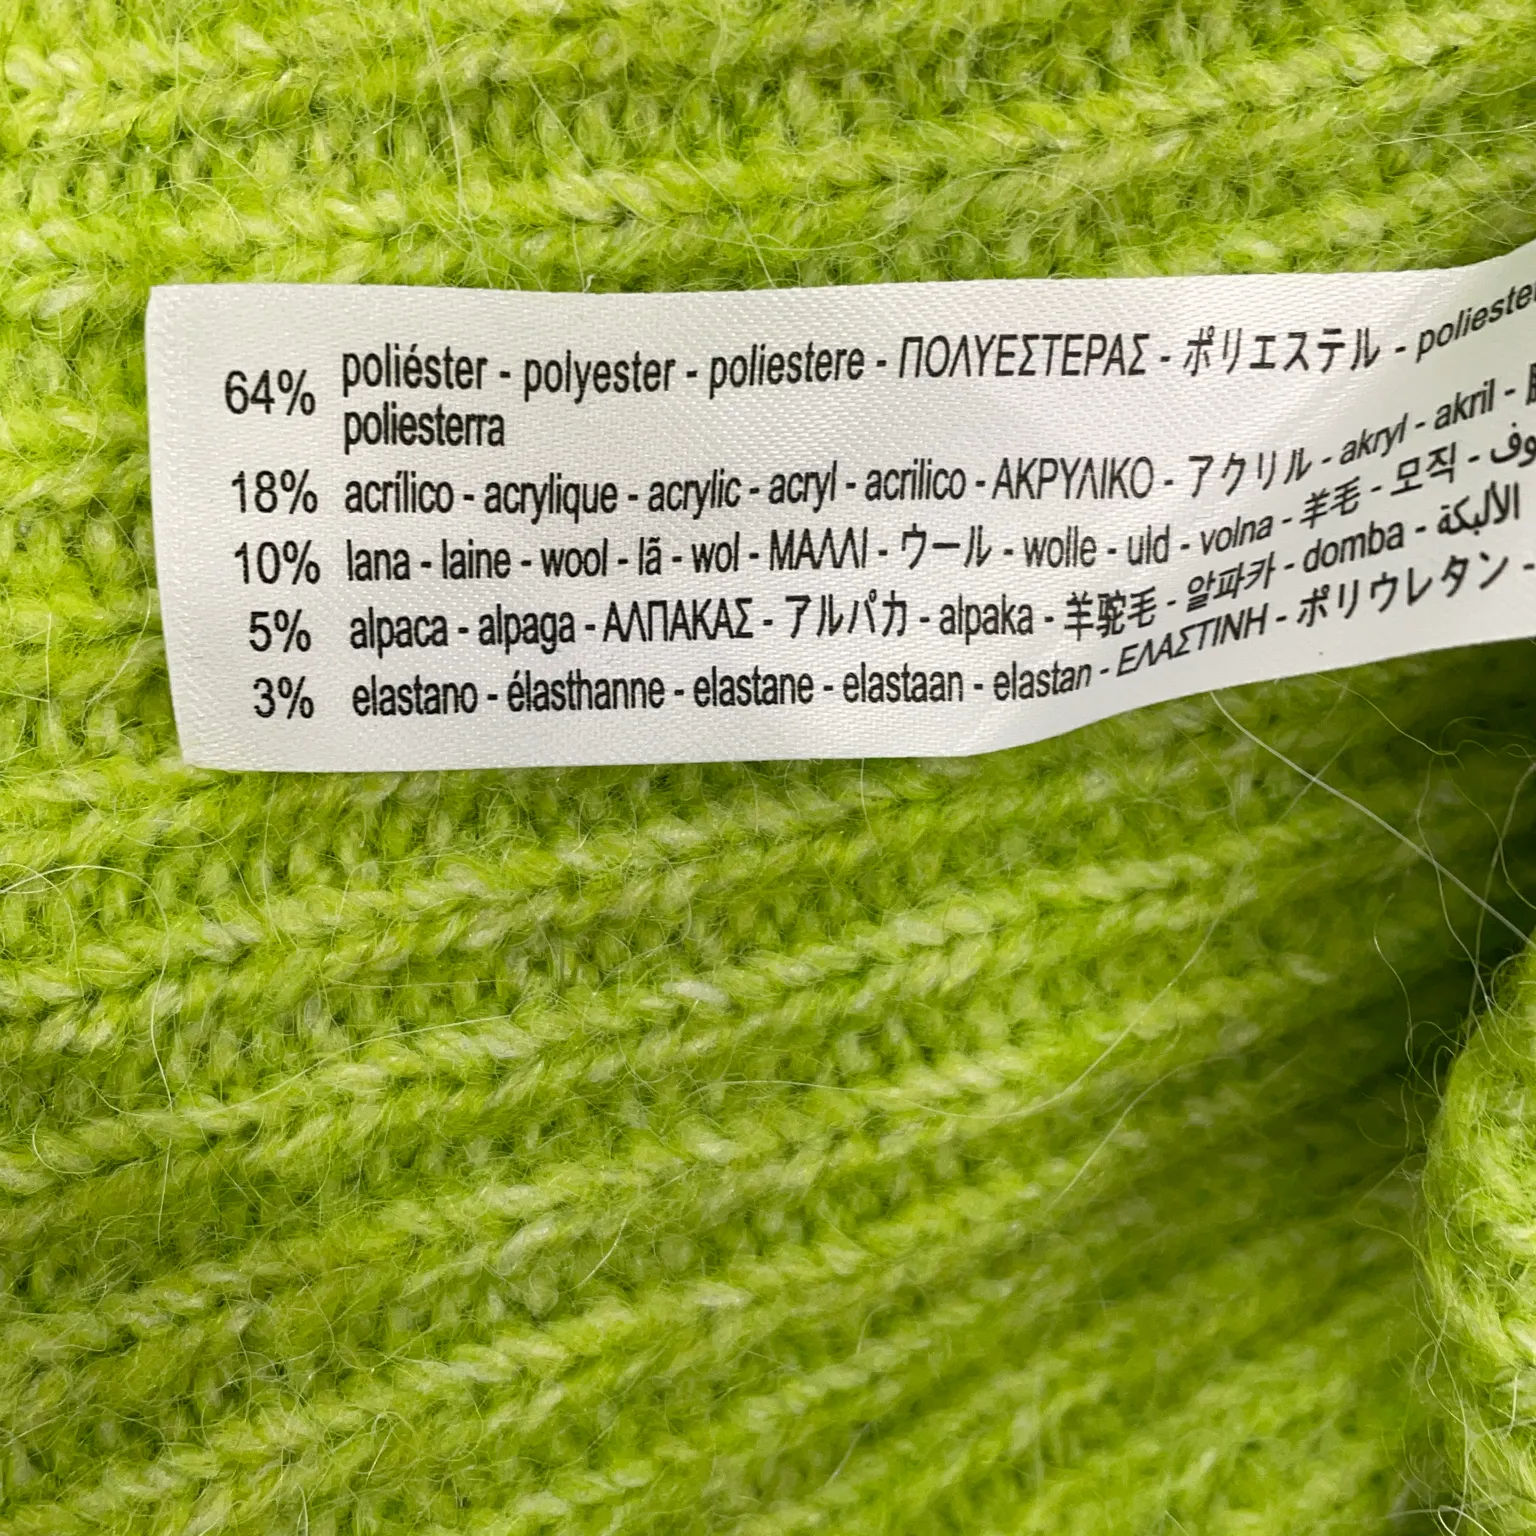 64% poliéster - polyester - poliestere - ΠΟΛΥΕΣΤΕΡΑΣ - ポリエステル - poliester
poliesterra
18% acrílico - acrylique - acrylic - acryl - acrilico - ΑΚΡΥΛΙΚΟ - アクリル - akryl - akril -
10% lana - laine - wool - lã - wol - ΜΑΛΛΙ - ウール - wolle - uld - volna - 羊毛 - 모직 -
5% alpaca - alpaga - ΑΛΠΑΚΑΣ - アルパカ - alpaka - 羊驼毛 - 알파카 - domba - الألبكة
3% elastano - élasthanne - elastane - elastaan - elastan - ΕΛΑΣΤΙΝΗ - ポリウレタン -